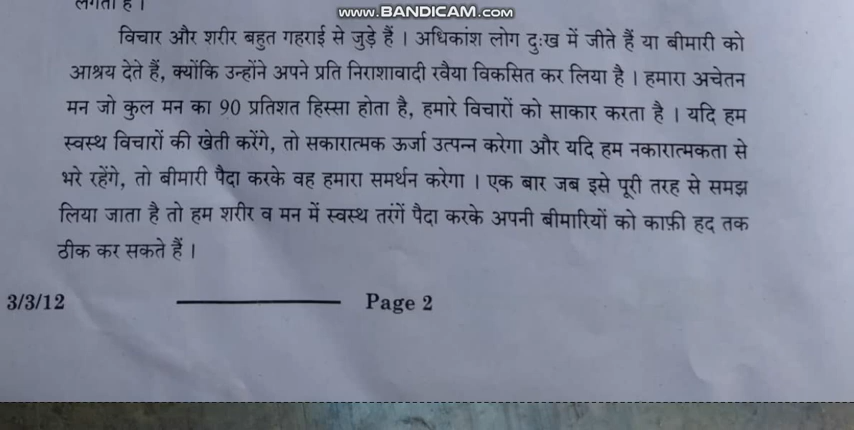 www.BANDICAM.com
लगता है ।
विचार और शरीर बहुत गहराई से जुड़े हैं । अधिकांश लोग दुःख में जीते हैं या बीमारी को
आश्रय देते हैं, क्योंकि उन्होंने अपने प्रति निराशावादी रवैया विकसित कर लिया है । हमारा अचेतन
मन जो कुल मन का 90 प्रतिशत हिस्सा होता है, हमारे विचारों को साकार करता है । यदि हम
स्वस्थ विचारों की खेती करेंगे, तो सकारात्मक ऊर्जा उत्पन्न करेगा और यदि हम नकारात्मकता से
भरे रहेंगे, तो बीमारी पैदा करके वह हमारा समर्थन करेगा । एक बार जब इसे पूरी तरह से समझ
लिया जाता है तो हम शरीर व मन में स्वस्थ तरंगें पैदा करके अपनी बीमारियों को काफ़ी हद तक
ठीक कर सकते हैं ।
3/3/12 Page 2